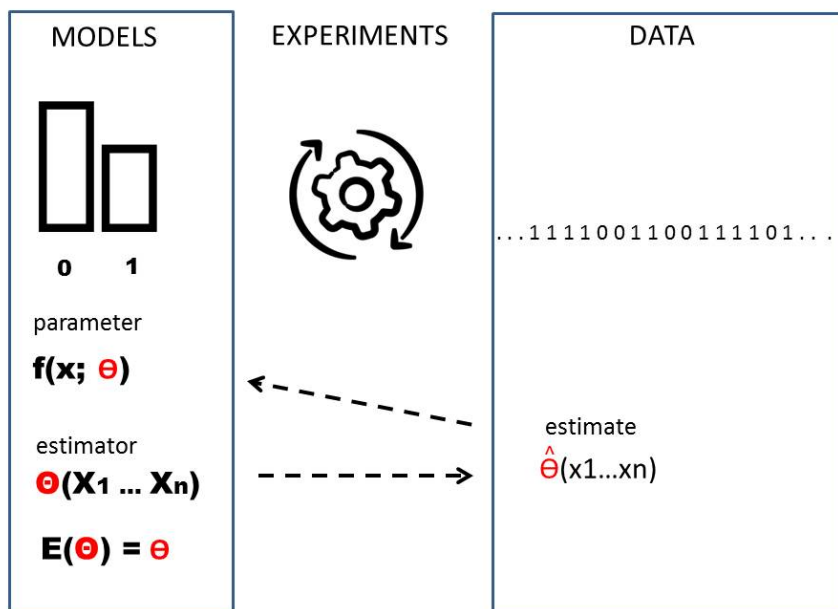 MODELS
EXPERIMENTS
DATA
0 1
...1111001100111101...
parameter
f(x; Θ)
estimator
Θ(X₁ ... Xn)
E(Θ) = Θ
estimate
Θ̂(x1...xn)